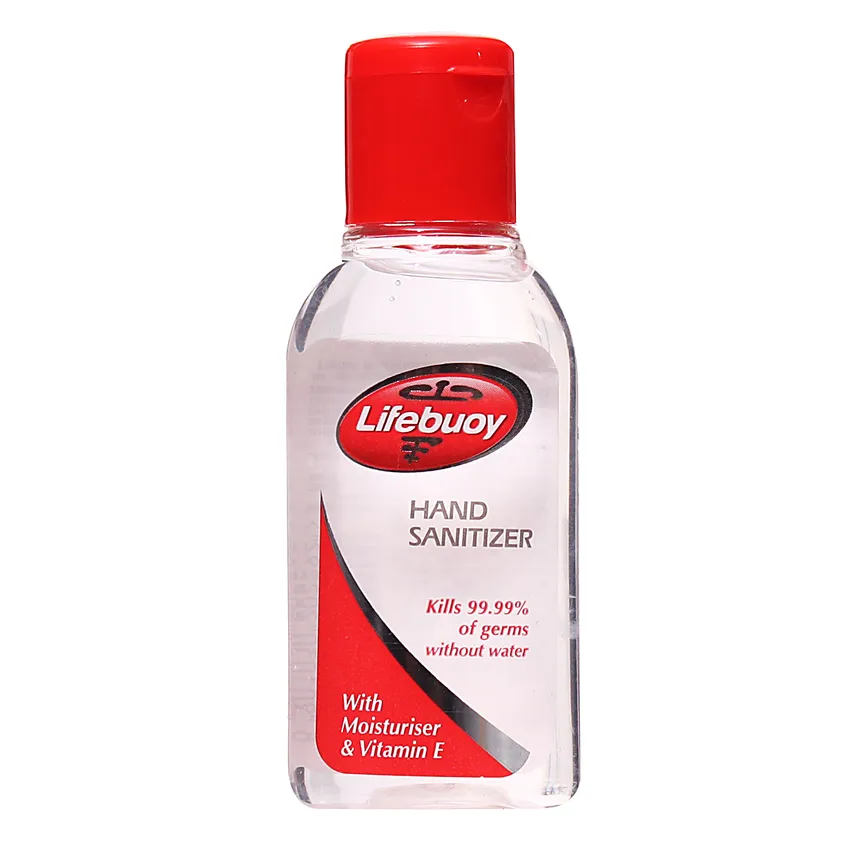 Lifebuoy
HAND
SANITIZER
Kills 99.99%
of germs
without water
With
Moisturiser
& Vitamin E